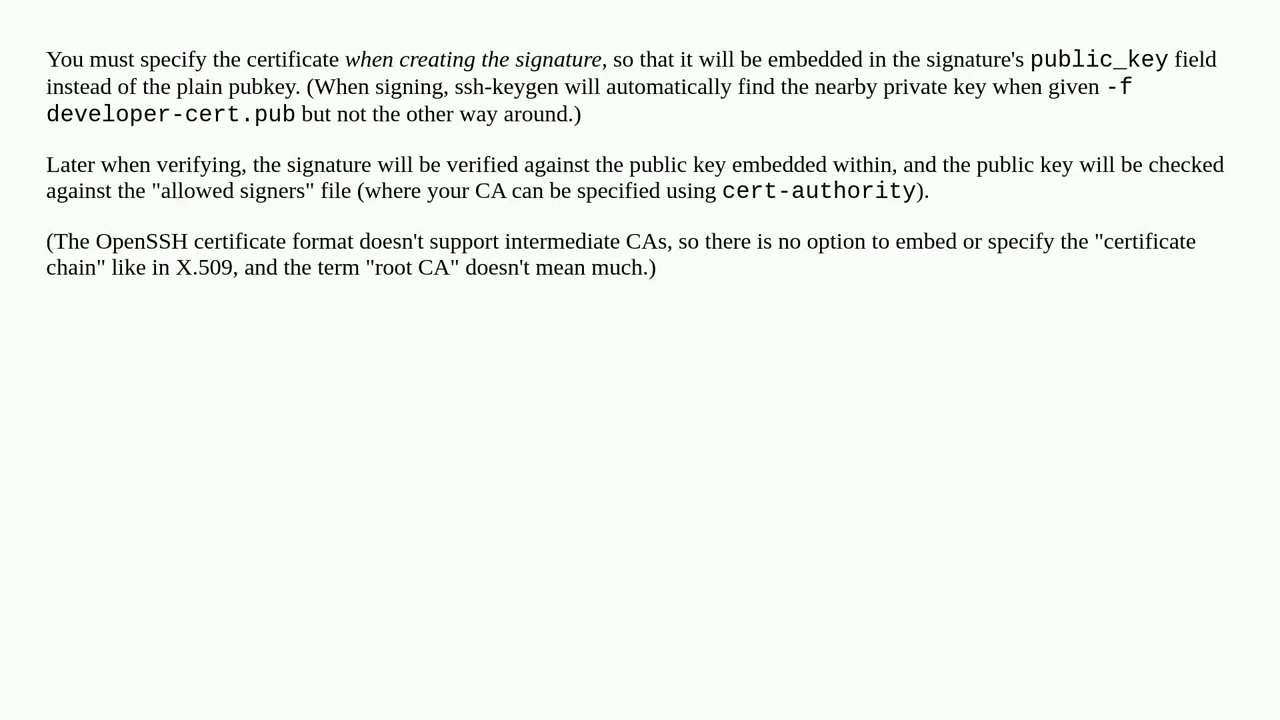 You must specify the certificate when creating the signature, so that it will be embedded in the signature's public_key field
instead of the plain pubkey. (When signing, ssh-keygen will automatically find the nearby private key when given -f
developer-cert.pub but not the other way around.)
Later when verifying, the signature will be verified against the public key embedded within, and the public key will be checked
against the "allowed signers" file (where your CA can be specified using cert-authority).
(The OpenSSH certificate format doesn't support intermediate CAs, so there is no option to embed or specify the "certificate
chain" like in X.509, and the term "root CA" doesn't mean much.)